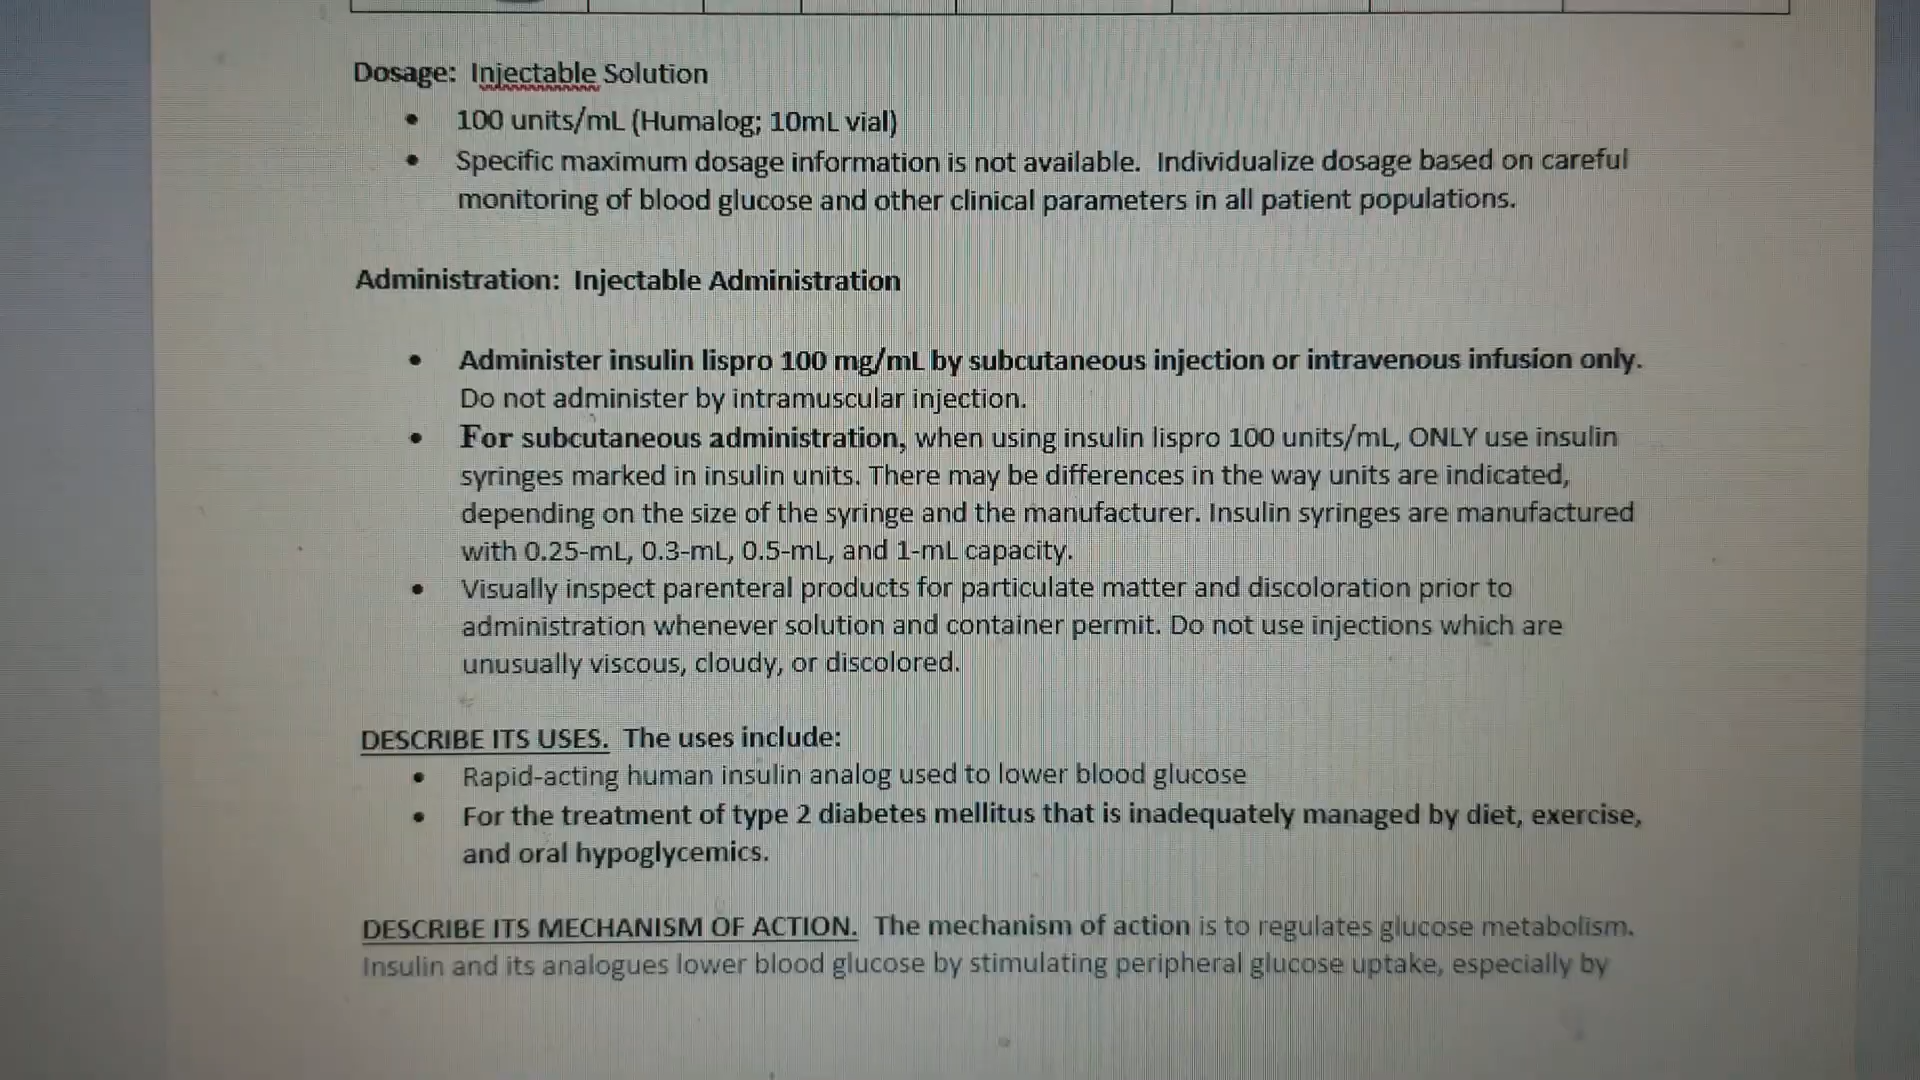 Dosage: Injectable Solution
• 100 units/mL (Humalog; 10mL vial)
• Specific maximum dosage information is not available. Individualize dosage based on careful
monitoring of blood glucose and other clinical parameters in all patient populations.
Administration: Injectable Administration
• Administer insulin lispro 100 mg/mL by subcutaneous injection or intravenous infusion only.
Do not administer by intramuscular injection.
• For subcutaneous administration, when using insulin lispro 100 units/mL, ONLY use insulin
syringes marked in insulin units. There may be differences in the way units are indicated,
depending on the size of the syringe and the manufacturer. Insulin syringes are manufactured
with 0.25-mL, 0.3-mL, 0.5-mL, and 1-mL capacity.
• Visually inspect parenteral products for particulate matter and discoloration prior to
administration whenever solution and container permit. Do not use injections which are
unusually viscous, cloudy, or discolored.
DESCRIBE ITS USES. The uses include:
• Rapid-acting human insulin analog used to lower blood glucose
• For the treatment of type 2 diabetes mellitus that is inadequately managed by diet, exercise,
and oral hypoglycemics.
DESCRIBE ITS MECHANISM OF ACTION. The mechanism of action is to regulates glucose metabolism.
Insulin and its analogues lower blood glucose by stimulating peripheral glucose uptake, especially by